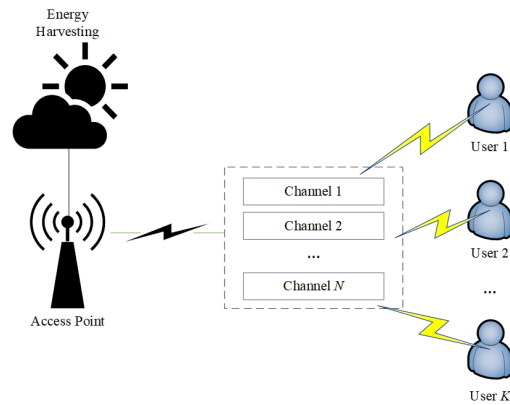 Energy
Harvesting
Access Point
Channel 1
Channel 2
...
Channel N
User 1
User 2
...
User K